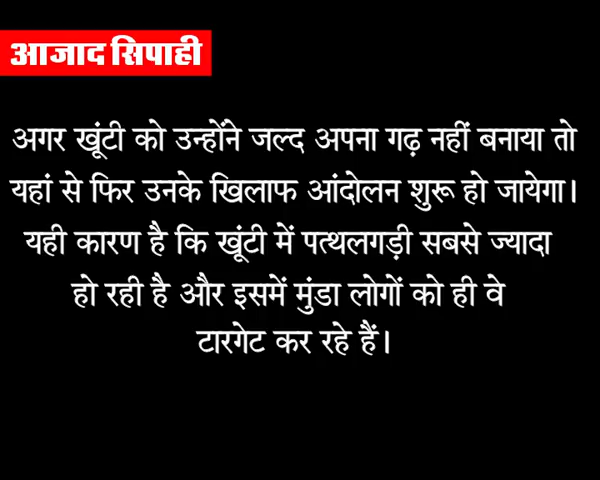 आजाद सिपाही
अगर खूंटी को उन्होंने जल्द अपना गढ़ नहीं बनाया तो
यहां से फिर उनके खिलाफ आंदोलन शुरू हो जायेगा।
यही कारण है कि खूंटी में पत्थलगड़ी सबसे ज्यादा
हो रही है और इसमें मुंडा लोगों को ही वे
टारगेट कर रहे हैं।